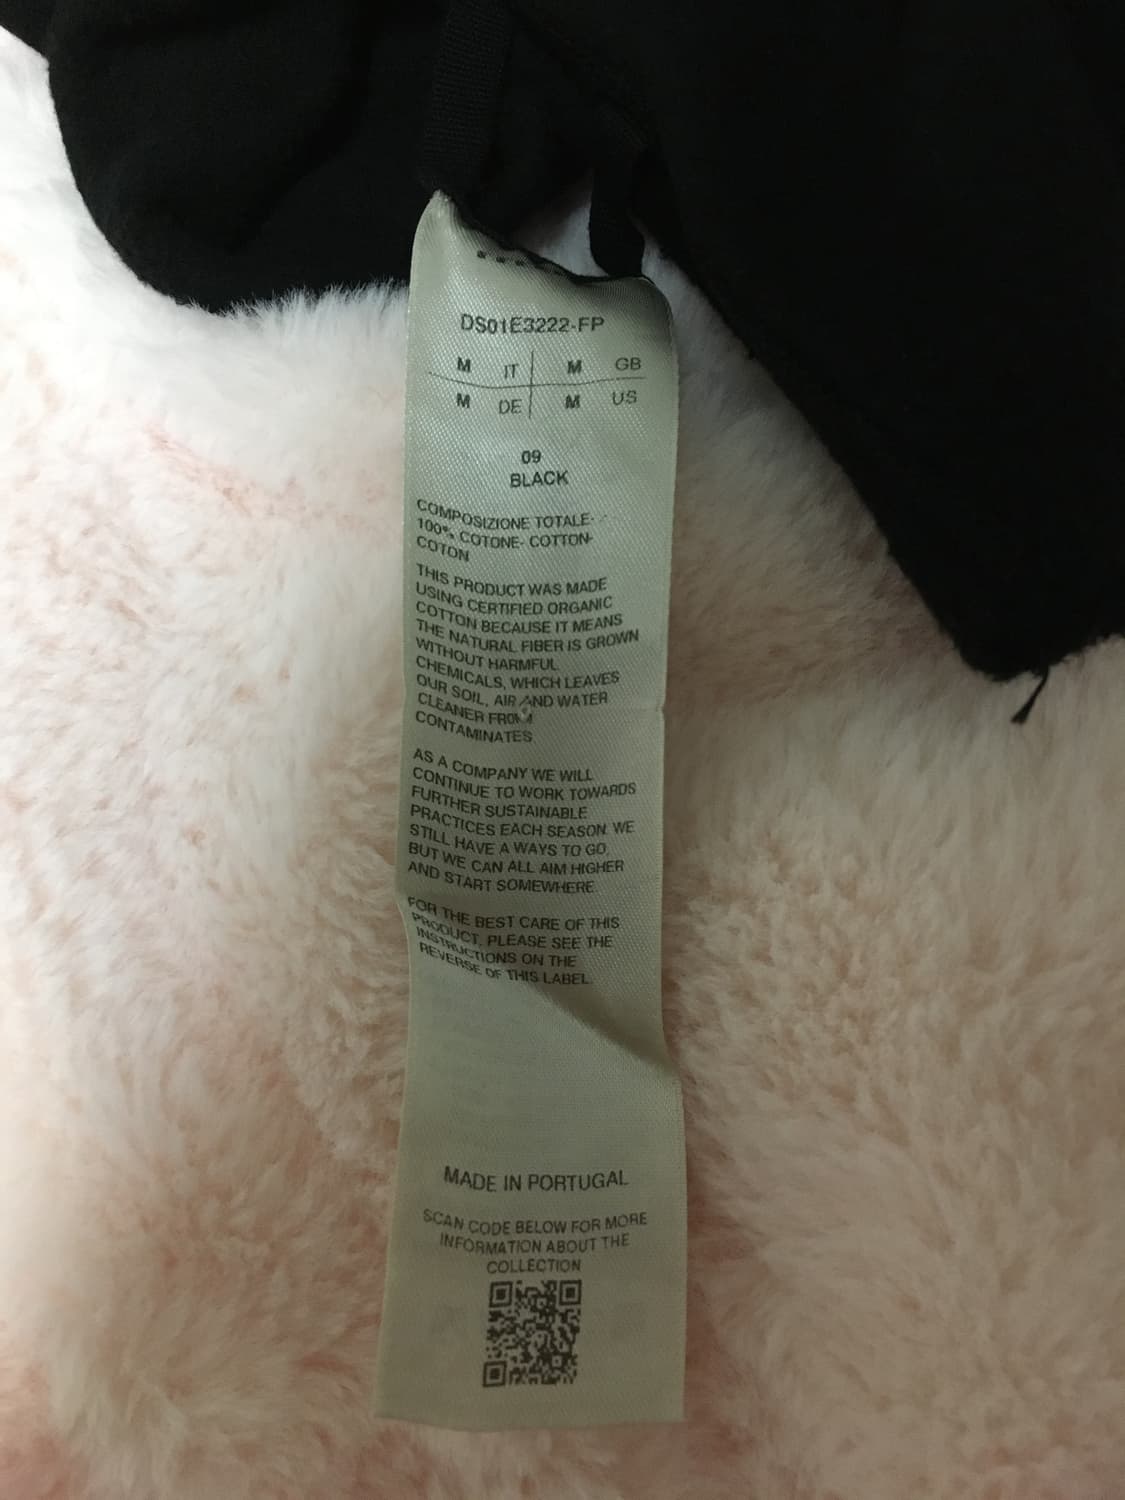 DS01E3222-FP
M IT M GB
M DE M US
09
BLACK
COMPOSIZIONE TOTALE-
100% COTONE- COTTON-
COTON
THIS PRODUCT WAS MADE
USING CERTIFIED ORGANIC
COTTON BECAUSE IT MEANS
THE NATURAL FIBER IS GROWN
WITHOUT HARMFUL
CHEMICALS, WHICH LEAVES
OUR SOIL, AIR AND WATER
CLEANER FROM
CONTAMINATES
AS A COMPANY WE WILL
CONTINUE TO WORK TOWARDS
FURTHER SUSTAINABLE
PRACTICES EACH SEASON. WE
STILL HAVE A WAYS TO GO,
BUT WE CAN ALL AIM HIGHER
AND START SOMEWHERE
FOR THE BEST CARE OF THIS
PRODUCT, PLEASE SEE THE
INSTRUCTIONS ON THE
REVERSE OF THIS LABEL.
MADE IN PORTUGAL
SCAN CODE BELOW FOR MORE
INFORMATION ABOUT THE
COLLECTION